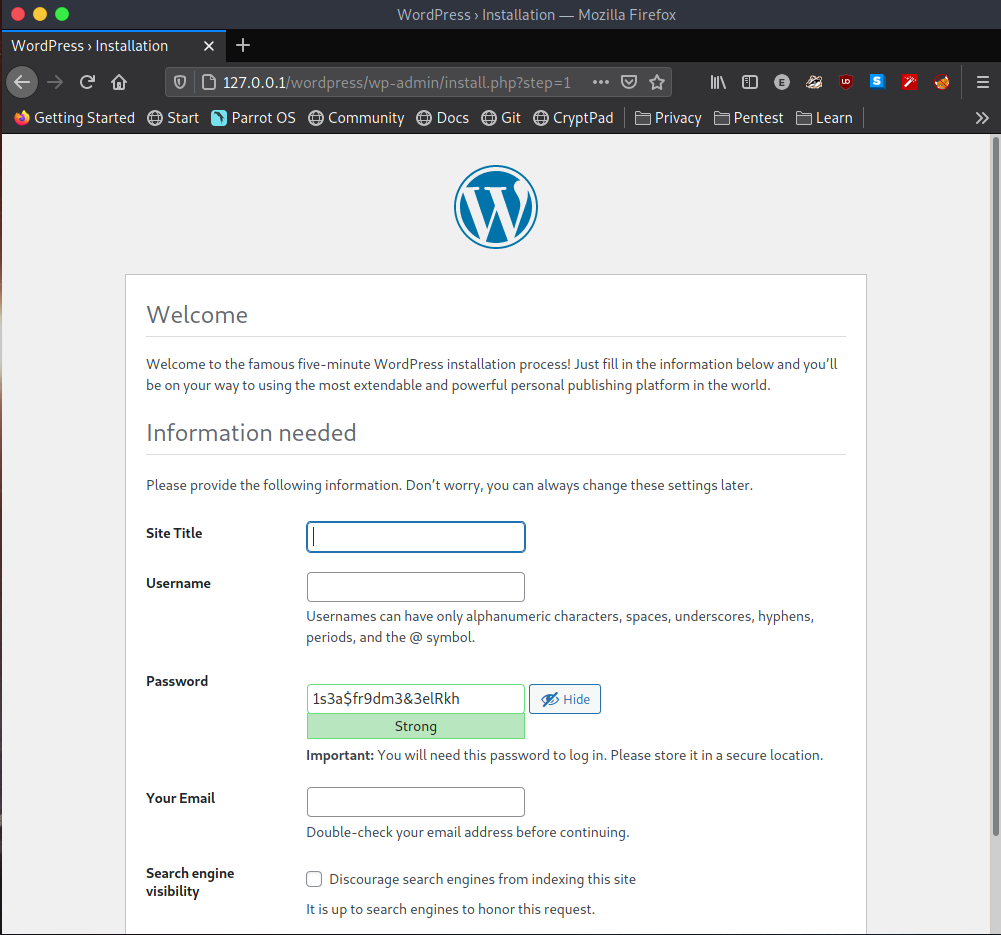 WordPress › Installation — Mozilla Firefox
WordPress › Installation
127.0.0.1/wordpress/wp-admin/install.php?step=1
E
UD
S
Getting Started Start Parrot OS Community Docs Git CryptPad Privacy Pentest Learn
W
Welcome
Welcome to the famous five-minute WordPress installation process! Just fill in the information below and you’ll
be on your way to using the most extendable and powerful personal publishing platform in the world.
Information needed
Please provide the following information. Don’t worry, you can always change these settings later.
Site Title
Username
Usernames can have only alphanumeric characters, spaces, underscores, hyphens,
periods, and the @ symbol.
Password
1s3a$fr9dm3&3elRkh
Hide
Strong
Important: You will need this password to log in. Please store it in a secure location.
Your Email
Double-check your email address before continuing.
Search engine
visibility
Discourage search engines from indexing this site
It is up to search engines to honor this request.